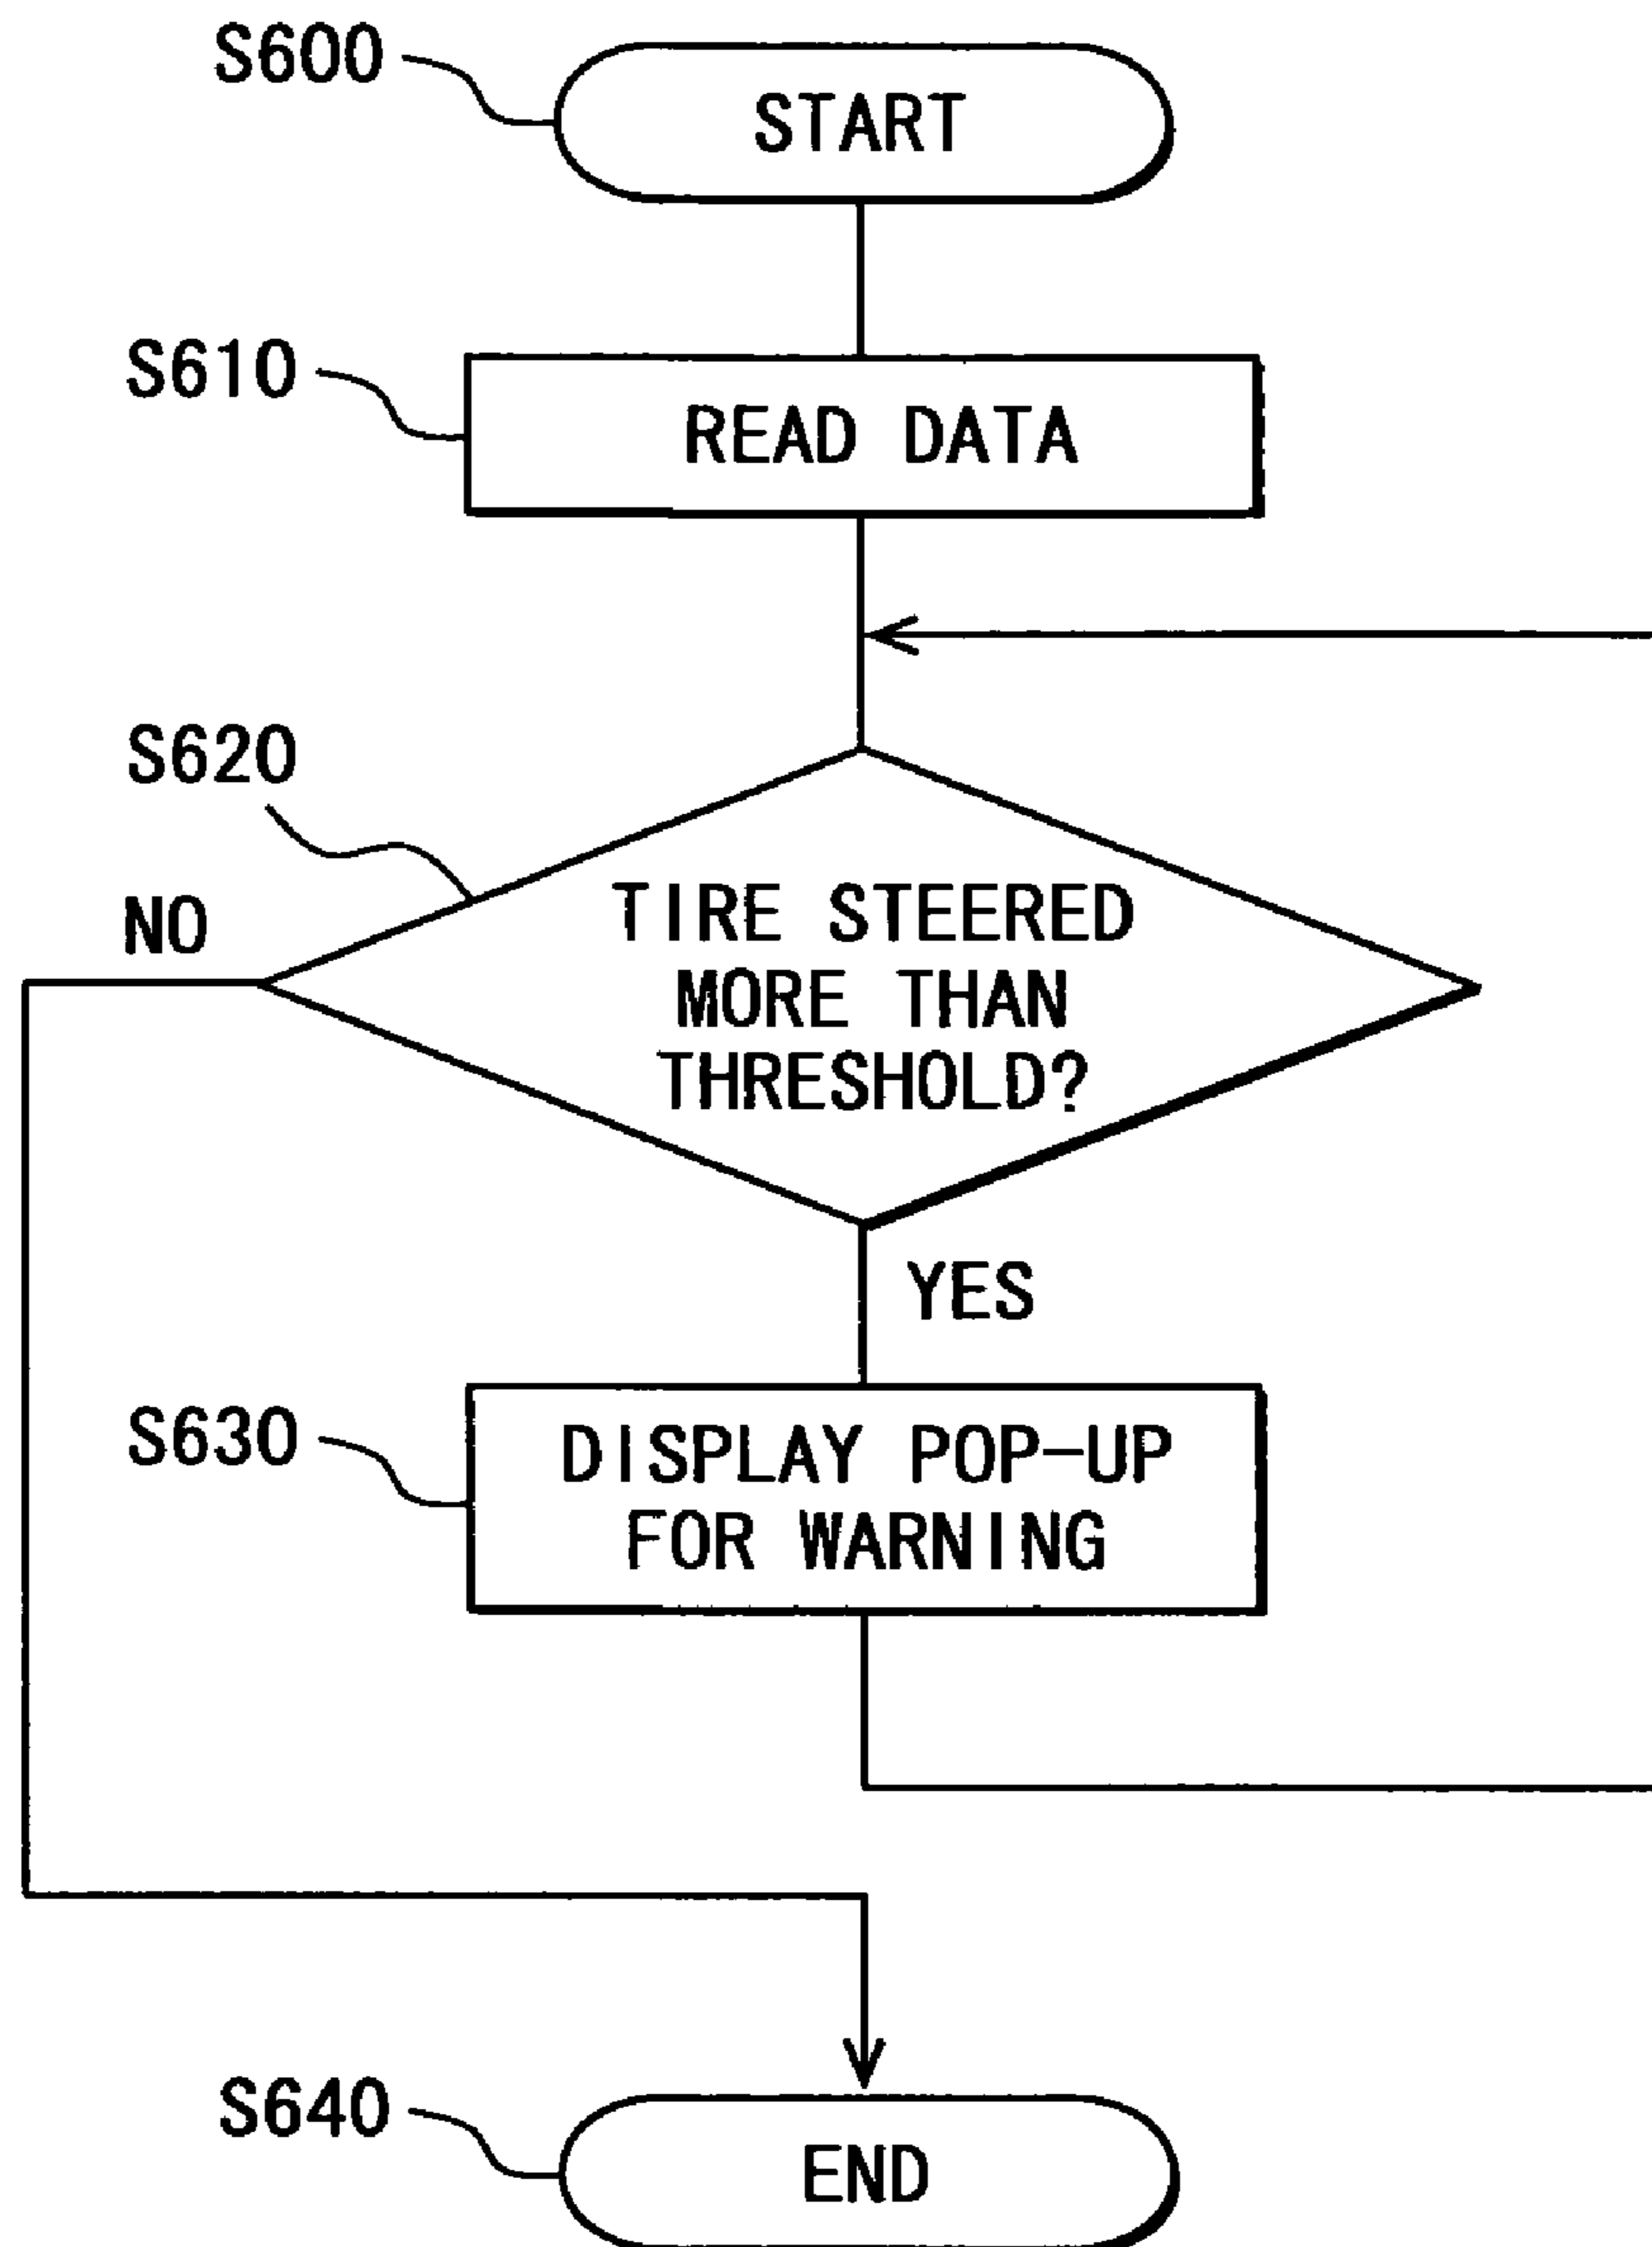 S600
START
S610
READ DATA
S620
NO
TIRE STEERED
MORE THAN
THRESHOLD?
YES
S630
DISPLAY POP-UP
FOR WARNING
S640
END